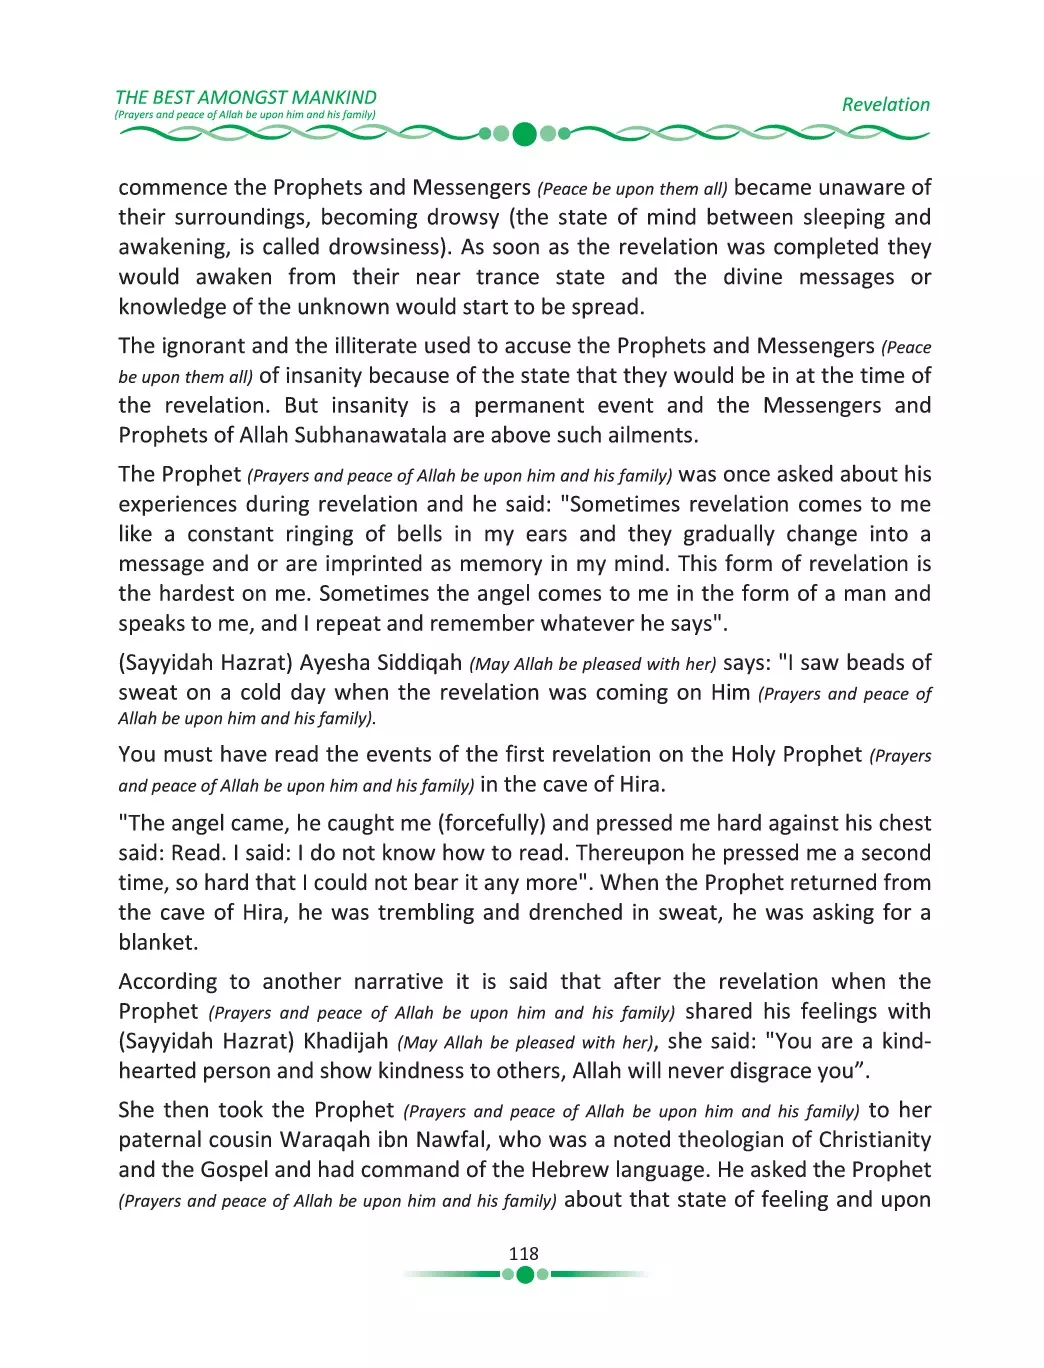 THE BEST AMONGST MANKIND
(Prayers and peace of Allah be upon him and his family)
Revelation
commence the Prophets and Messengers (Peace be upon them all) became unaware of
their surroundings, becoming drowsy (the state of mind between sleeping and
awakening, is called drowsiness). As soon as the revelation was completed they
would awaken from their near trance state and the divine messages or
knowledge of the unknown would start to be spread.
The ignorant and the illiterate used to accuse the Prophets and Messengers (Peace
be upon them all) of insanity because of the state that they would be in at the time of
the revelation. But insanity is a permanent event and the Messengers and
Prophets of Allah Subhanawatala are above such ailments.
The Prophet (Prayers and peace of Allah be upon him and his family) was once asked about his
experiences during revelation and he said: "Sometimes revelation comes to me
like a constant ringing of bells in my ears and they gradually change into a
message and or are imprinted as memory in my mind. This form of revelation is
the hardest on me. Sometimes the angel comes to me in the form of a man and
speaks to me, and I repeat and remember whatever he says".
(Sayyidah Hazrat) Ayesha Siddiqah (May Allah be pleased with her) says: "I saw beads of
sweat on a cold day when the revelation was coming on Him (Prayers and peace of
Allah be upon him and his family).
You must have read the events of the first revelation on the Holy Prophet (Prayers
and peace of Allah be upon him and his family) in the cave of Hira.
"The angel came, he caught me (forcefully) and pressed me hard against his chest
said: Read. I said: I do not know how to read. Thereupon he pressed me a second
time, so hard that I could not bear it any more". When the Prophet returned from
the cave of Hira, he was trembling and drenched in sweat, he was asking for a
blanket.
According to another narrative it is said that after the revelation when the
Prophet (Prayers and peace of Allah be upon him and his family) shared his feelings with
(Sayyidah Hazrat) Khadijah (May Allah be pleased with her), she said: "You are a kind-
hearted person and show kindness to others, Allah will never disgrace you”.
She then took the Prophet (Prayers and peace of Allah be upon him and his family) to her
paternal cousin Waraqah ibn Nawfal, who was a noted theologian of Christianity
and the Gospel and had command of the Hebrew language. He asked the Prophet
(Prayers and peace of Allah be upon him and his family) about that state of feeling and upon
118